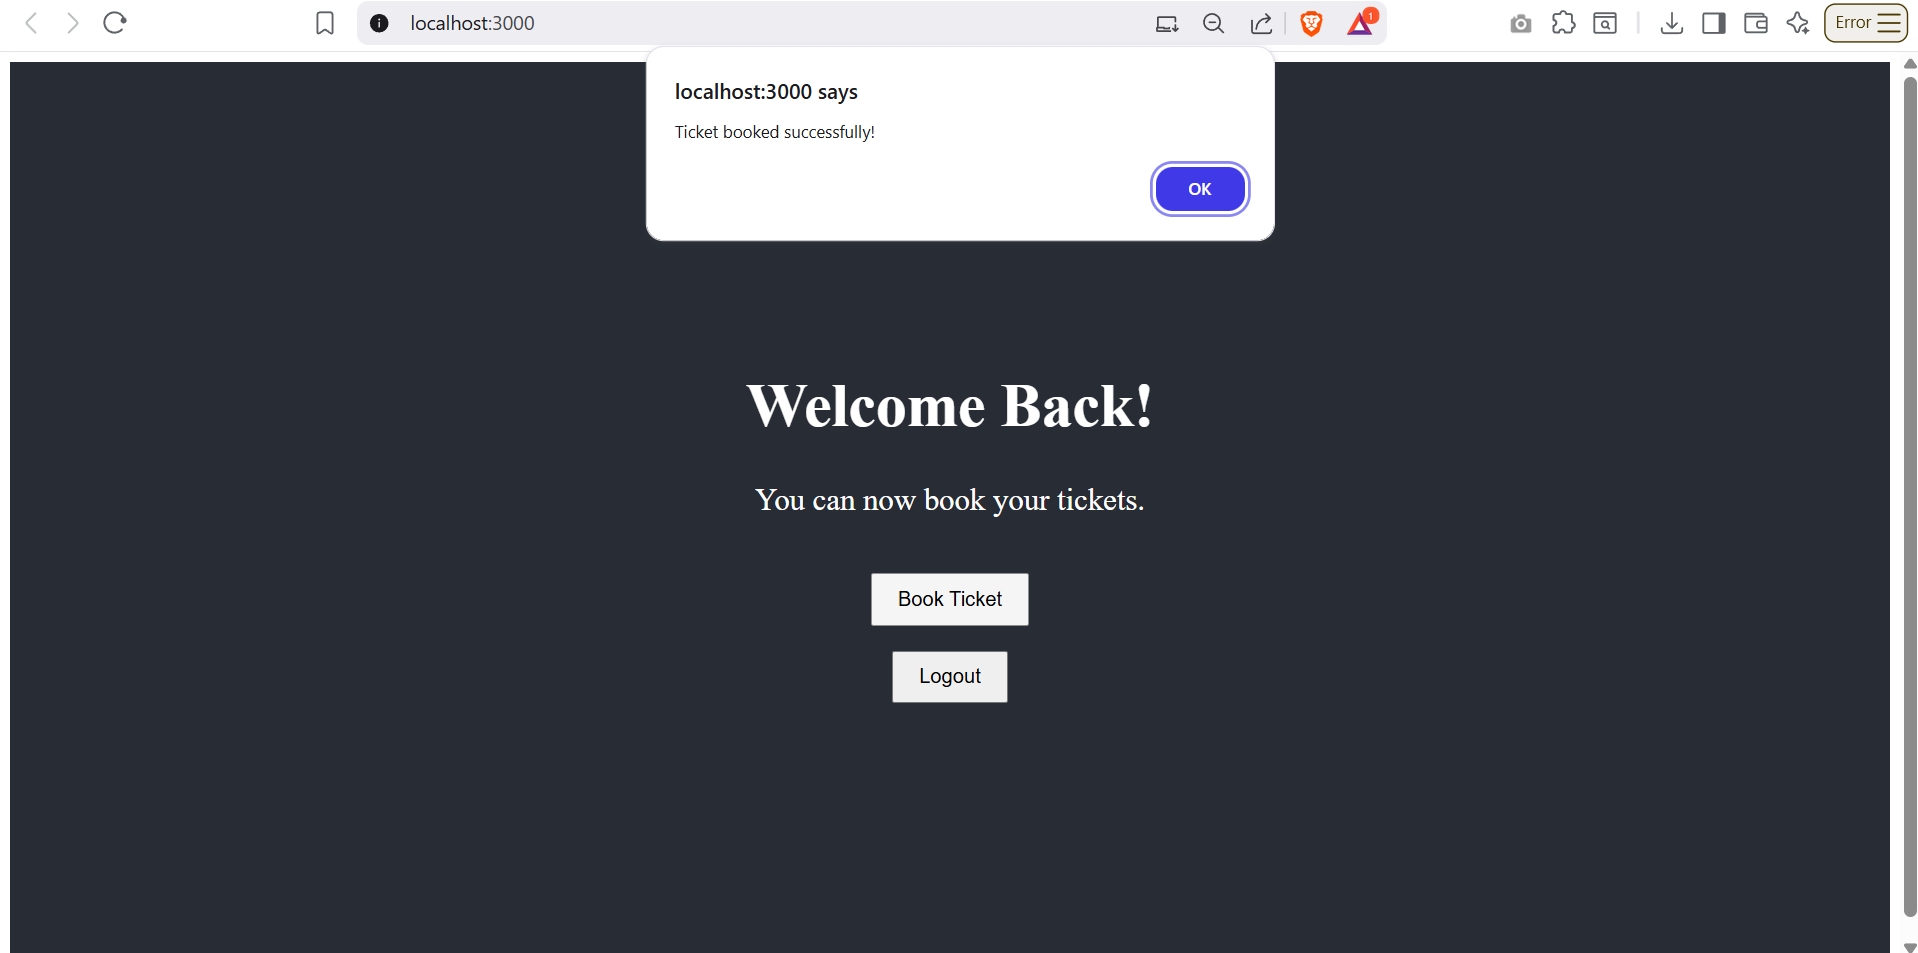 localhost:3000
1
Error
localhost:3000 says
Ticket booked successfully!
OK
Welcome Back!
You can now book your tickets.
Book Ticket
Logout